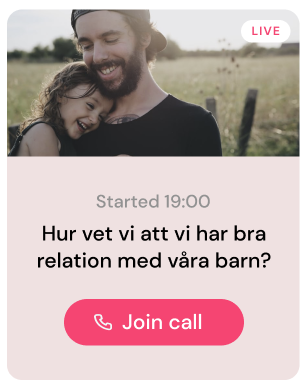 LIVE
Started 19:00
Hur vet vi att vi har bra
relation med våra barn?
Join call